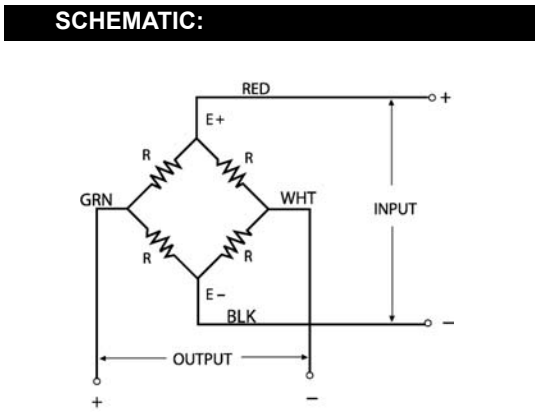 SCHEMATIC:
RED
+
E+
R R
GRN WHT
INPUT
R R
E–
BLK –
OUTPUT
+ –